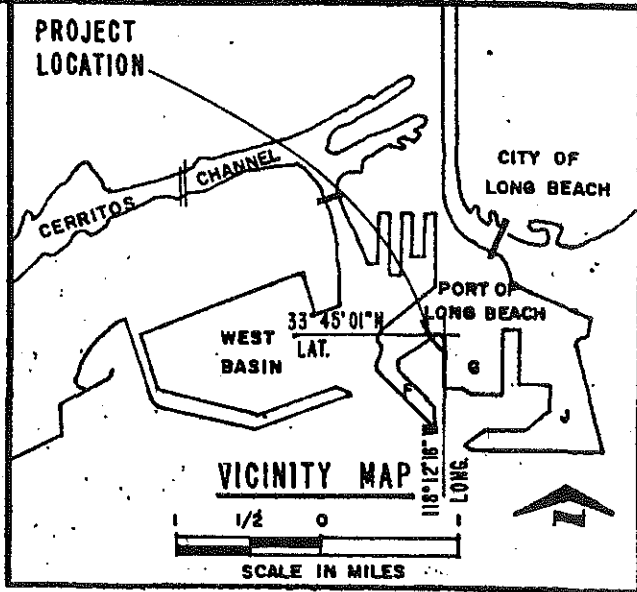 PROJECT
LOCATION
CITY OF
LONG BEACH
CERRITOS CHANNEL
PORT OF
LONG BEACH
33° 45' 01" N
LAT.
WEST
BASIN
G
F
J
118° 12' 16" W
LONG.
VICINITY MAP
N
1 1/2 0 1
SCALE IN MILES